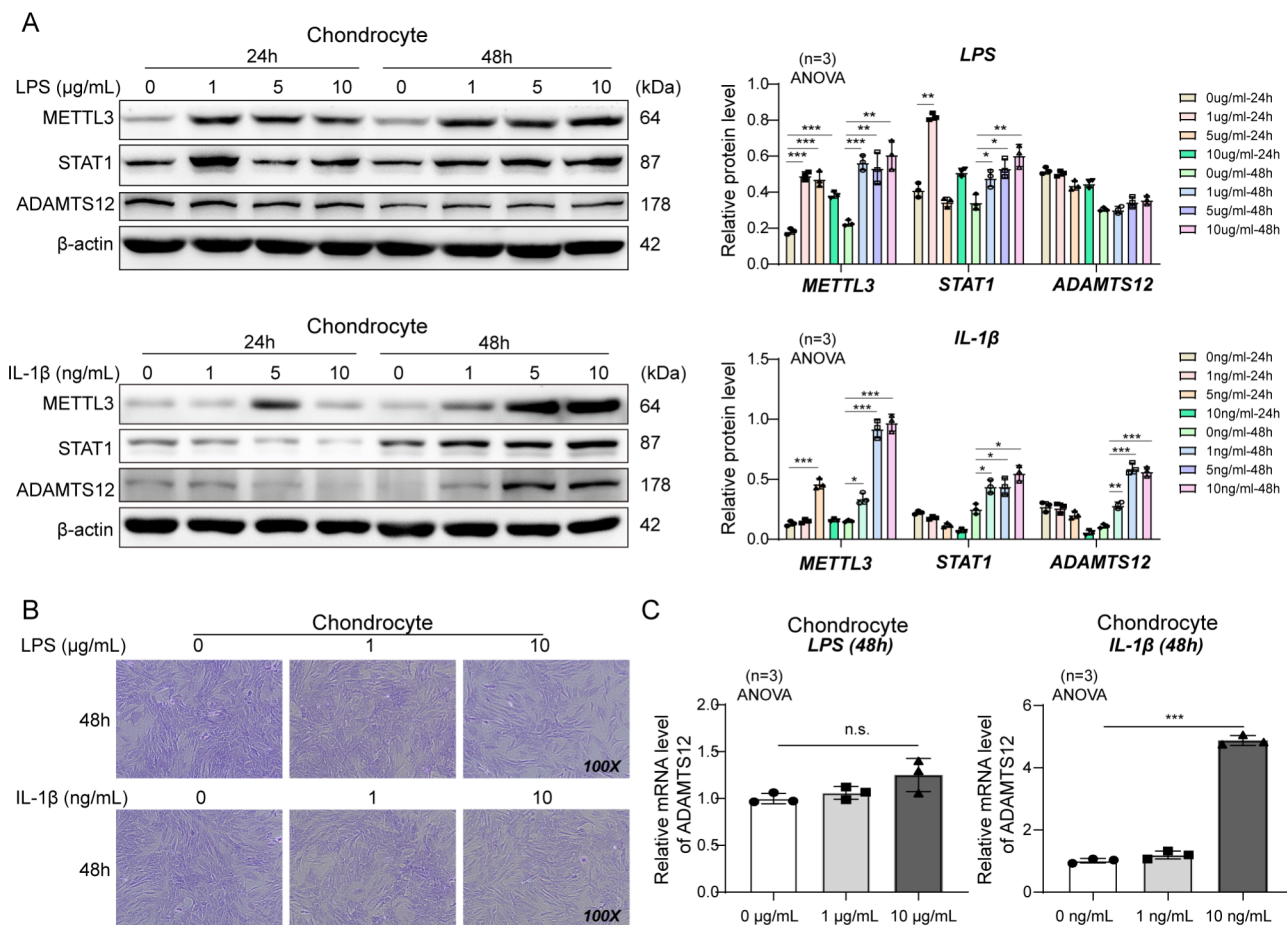 A
Chondrocyte
24h 48h
LPS (µg/mL) 0 1 5 10 0 1 5 10 (kDa)
METTL3 64
STAT1 87
ADAMTS12 178
β-actin 42
(n=3)
ANOVA
LPS
Relative protein level
1.0
0.8
0.6
0.4
0.2
0.0
*** *** *** *** ** **
** * * **
METTL3 STAT1 ADAMTS12
0ug/ml-24h
1ug/ml-24h
5ug/ml-24h
10ug/ml-24h
0ug/ml-48h
1ug/ml-48h
5ug/ml-48h
10ug/ml-48h
Chondrocyte
24h 48h
IL-1β (ng/mL) 0 1 5 10 0 1 5 10 (kDa)
METTL3 64
STAT1 87
ADAMTS12 178
β-actin 42
(n=3)
ANOVA
IL-1β
Relative protein level
1.5
1.0
0.5
0.0
*** * *** ***
* * *
** *** ***
METTL3 STAT1 ADAMTS12
0ng/ml-24h
1ng/ml-24h
5ng/ml-24h
10ng/ml-24h
0ng/ml-48h
1ng/ml-48h
5ng/ml-48h
10ng/ml-48h
B
Chondrocyte
LPS (µg/mL) 0 1 10
48h
100X
IL-1β (ng/mL) 0 1 10
48h
100X
C
Chondrocyte
LPS (48h)
(n=3)
ANOVA
Relative mRNA level
of ADAMTS12
2.0
1.5
1.0
0.5
0.0
n.s.
0 µg/mL 1 µg/mL 10 µg/mL
Chondrocyte
IL-1β (48h)
(n=3)
ANOVA
Relative mRNA level
of ADAMTS12
6
4
2
0
***
0 ng/mL 1 ng/mL 10 ng/mL